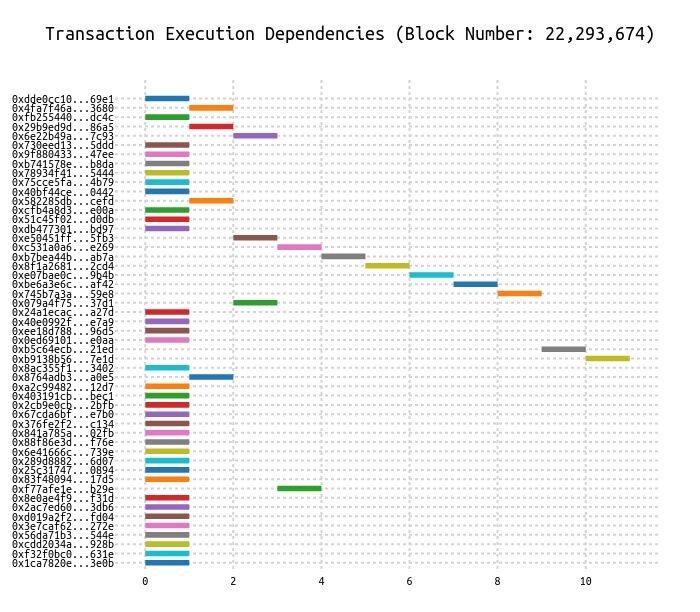 Transaction Execution Dependencies (Block Number: 22,293,674)
0xdde0cc10...69e1
0x4fa7f46a...3680
0xfb255440...dc4c
0x29b9ed9d...86a5
0x6e22b49a...7c93
0x730eed13...5ddd
0x9f880433...47ee
0xb741578e...b8da
0x78934f41...5444
0x75cce5fa...4b79
0x40bf44ce...0442
0x582285db...cefd
0xcfb4a8d3...e00a
0x51c45f02...d0db
0xdb477301...bd97
0xe50451ff...5fb3
0xc531a0a6...e269
0xb7bea44b...ab7a
0x8f1a2681...2cd4
0xe07bae0c...9b4b
0xbe6a3e6c...af42
0x745b7a3a...59e8
0x079a4f75...37d1
0x24a1ecac...a27d
0x40e0992f...e7a9
0xee18d788...96d5
0x0ed69101...e0aa
0xb5c64ecb...21ed
0xb9138b56...7e1d
0x8ac355f1...3402
0x8764adb3...a0e5
0xa2c99482...12d7
0x403191cb...bec1
0x2cb9e0cb...2bfb
0x67cda6bf...e7b0
0x376fe2f2...c134
0x841a785a...02fb
0x88f86e3d...f76e
0x6e41666c...739e
0x289d8882...6d07
0x25c31747...0894
0x83f48094...17d5
0xf77afe1e...b29e
0x8e0ae4f9...f31d
0x2ac7ed60...3db6
0xd019a2f2...fd04
0x3e7caf62...272e
0x56da71b3...544e
0xcdd2034a...928b
0xf32f0bc0...631e
0x1ca7820e...3e0b
0 2 4 6 8 10